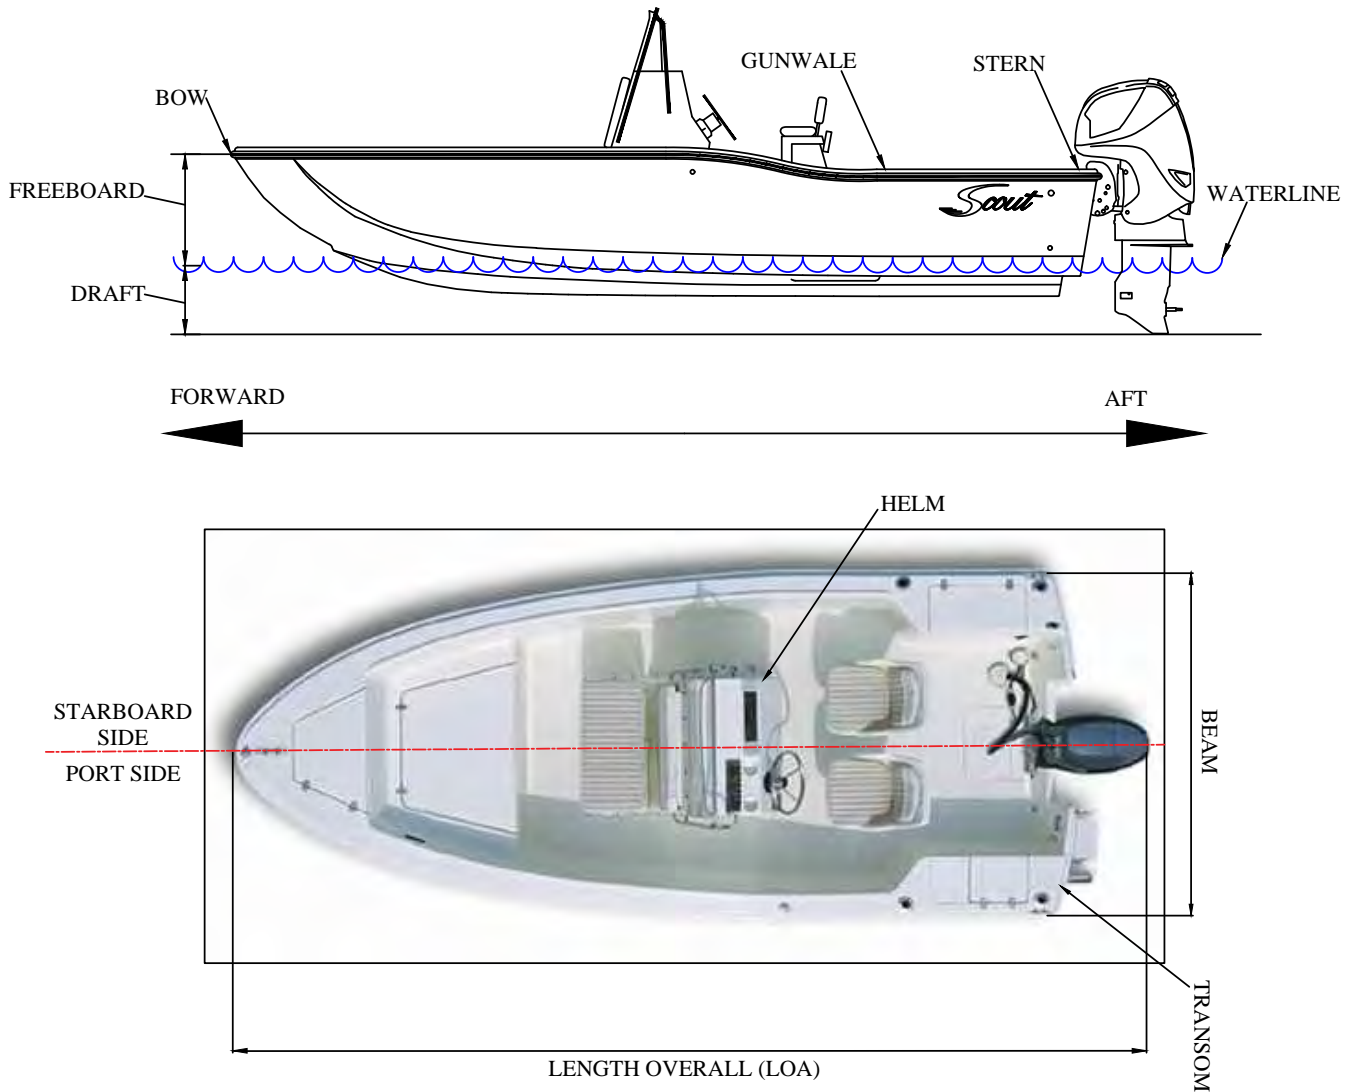 GUNWALE
STERN
BOW
FREEBOARD
WATERLINE
Scout
DRAFT
FORWARD
AFT
HELM
STARBOARD
SIDE
PORT SIDE
BEAM
TRANSOM
LENGTH OVERALL (LOA)